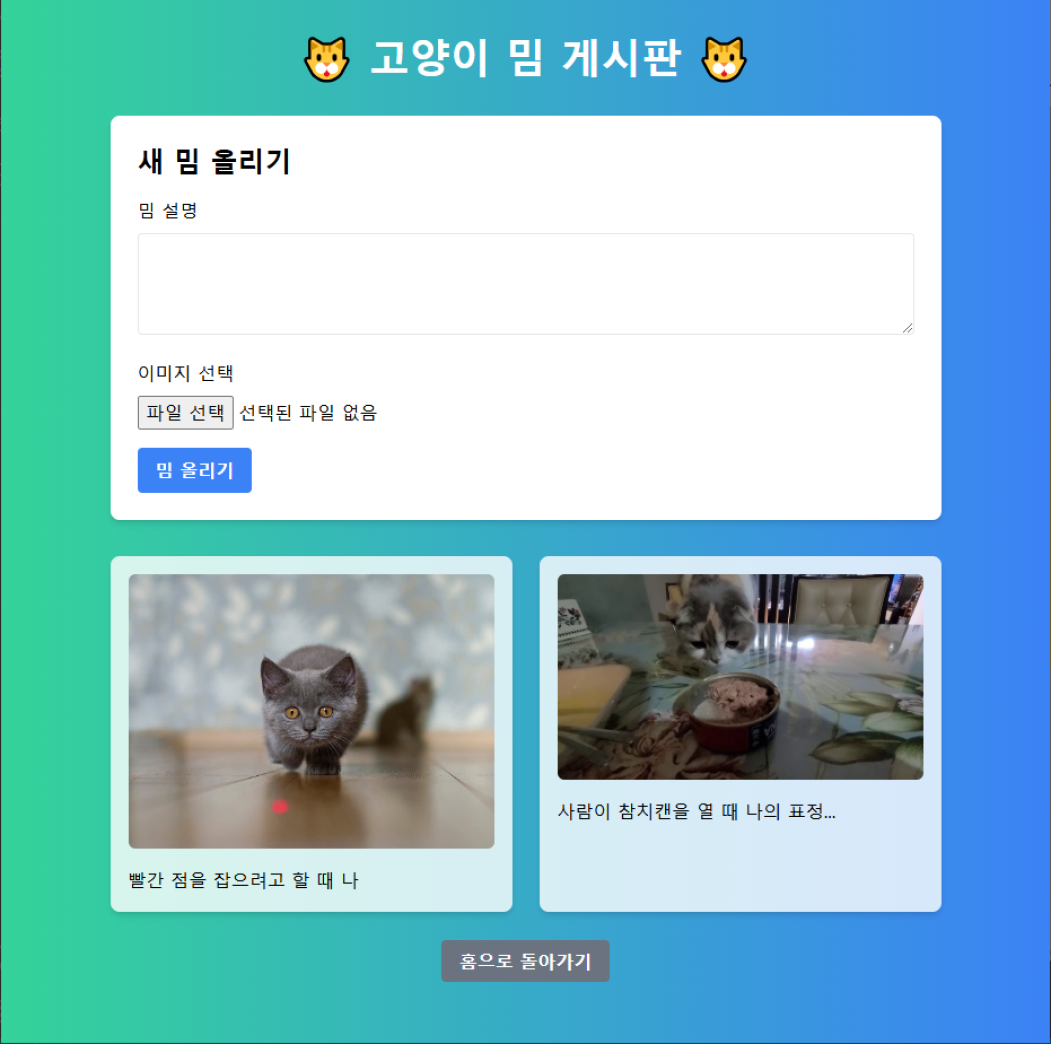 고양이 밈 게시판
새 밈 올리기
밈 설명
이미지 선택
파일 선택 선택된 파일 없음
밈 올리기
빨간 점을 잡으려고 할 때 나
사람이 참치캔을 열 때 나의 표정...
홈으로 돌아가기